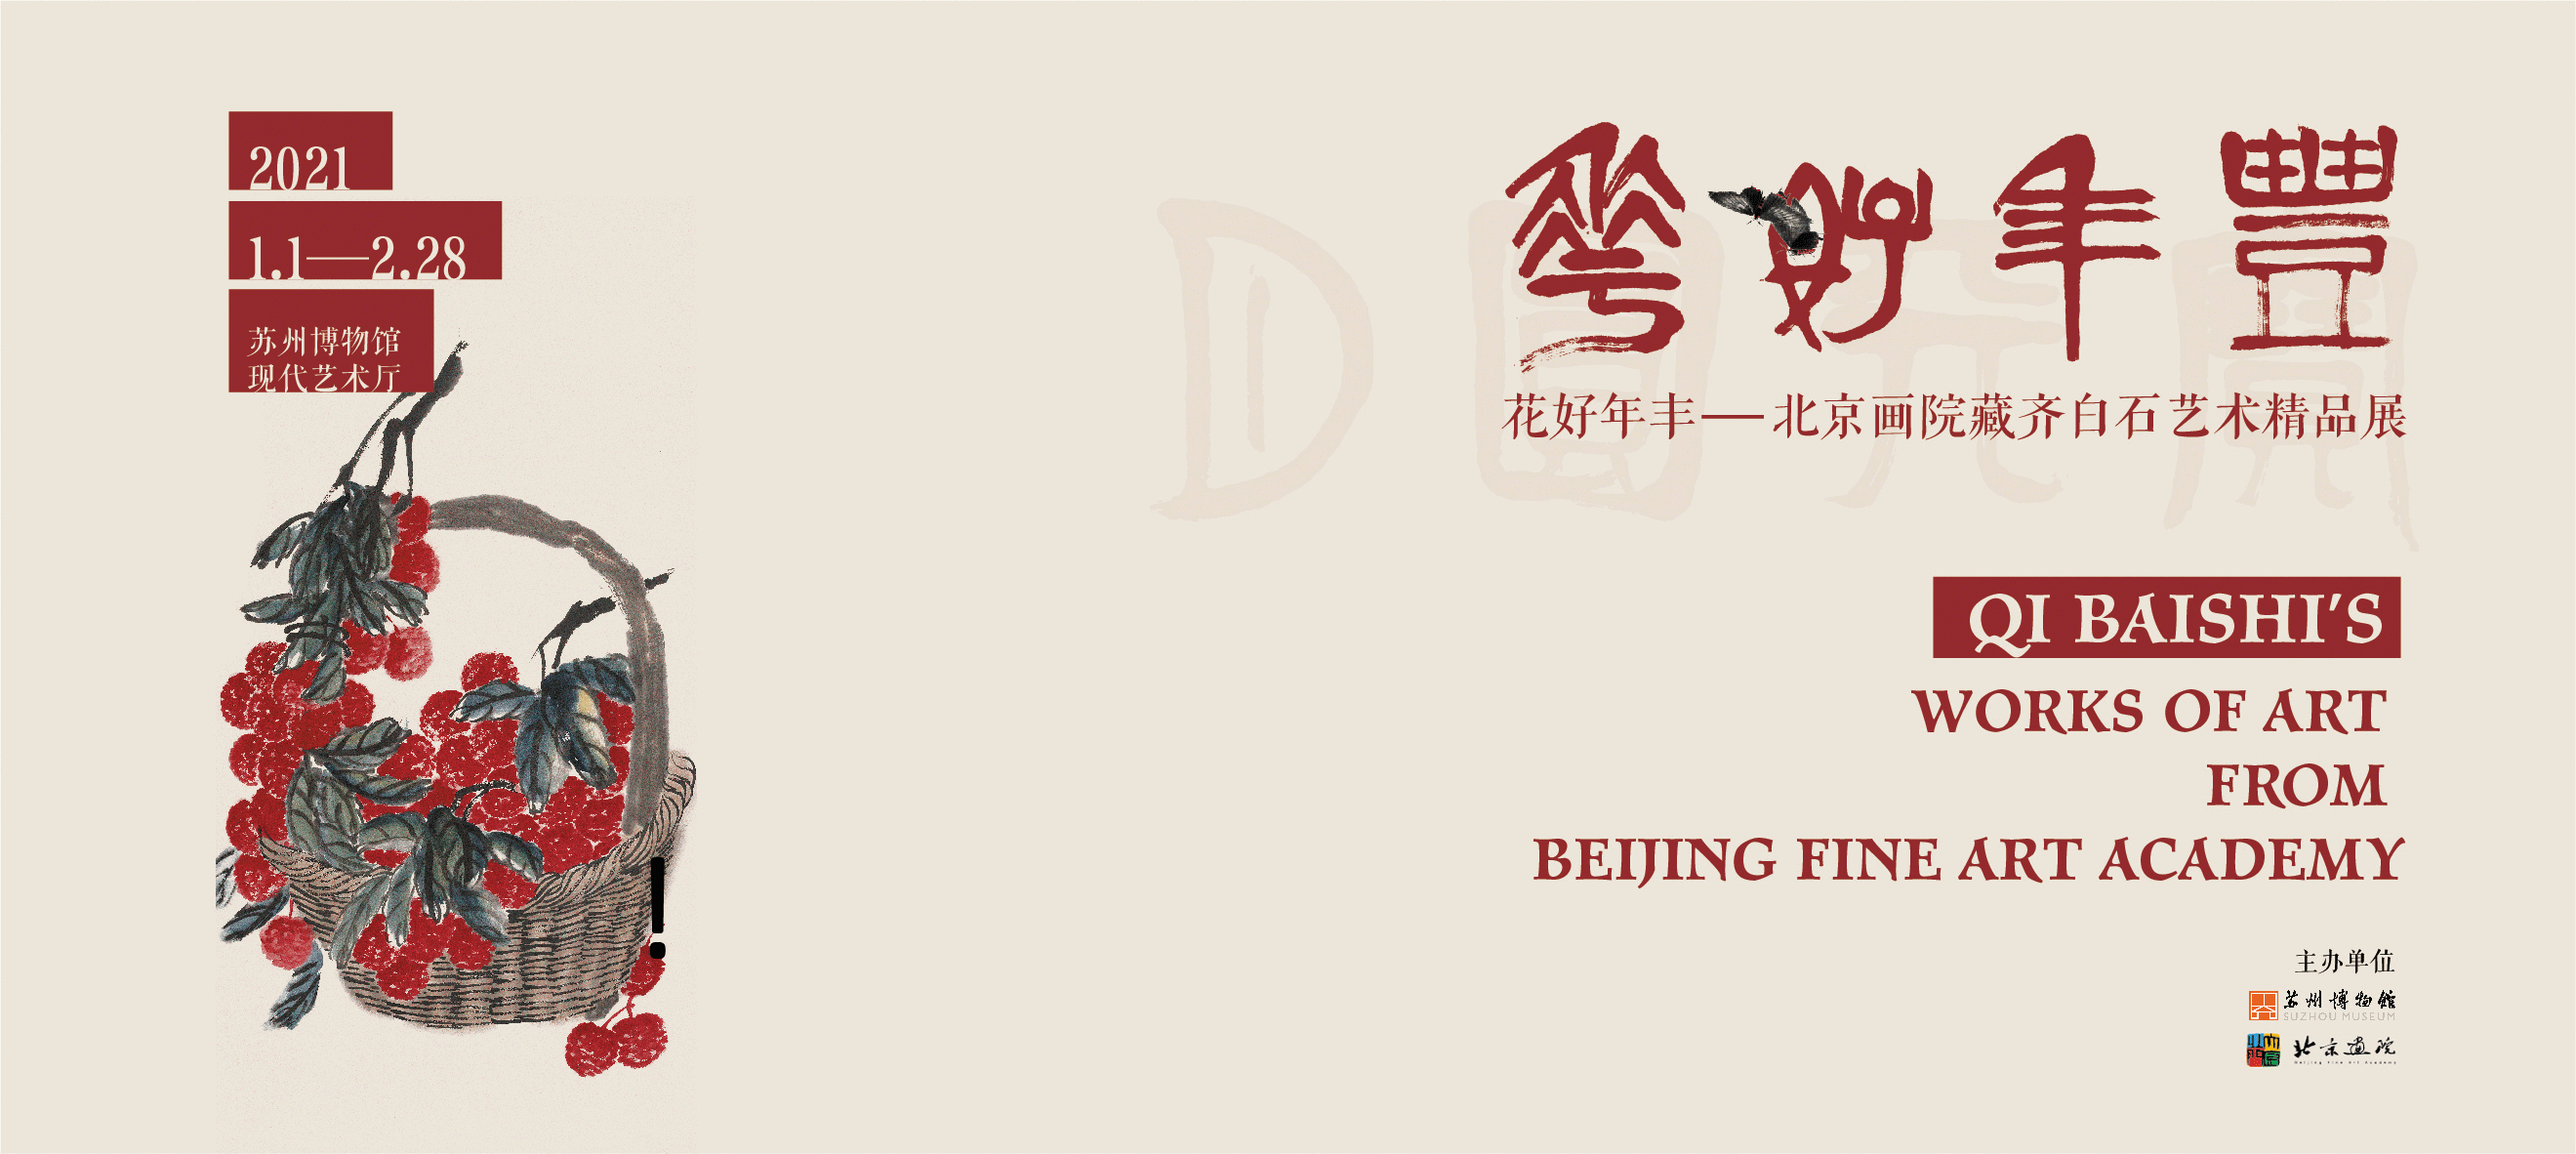 2021
1.1—2.28
苏州博物馆
现代艺术厅
華好年豐
花好年丰——北京画院藏齐白石艺术精品展
QI BAISHI'S
WORKS OF ART
FROM
BEIJING FINE ART ACADEMY
主办单位
苏州博物馆
SUZHOU MUSEUM
北京画院
Beijing Fine Art Academy